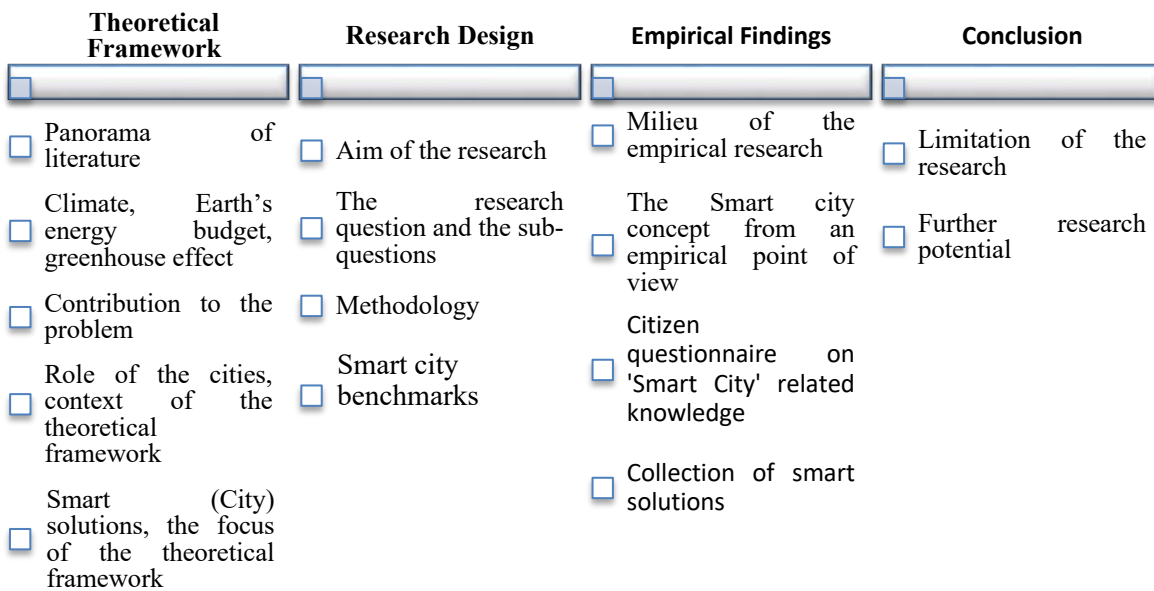 Theoretical
Framework
Panorama of
literature
Climate, Earth’s
energy budget,
greenhouse effect
Contribution to the
problem
Role of the cities,
context of the
theoretical
framework
Smart (City)
solutions, the focus
of the theoretical
framework
Research Design
Aim of the research
The research
question and the sub-
questions
Methodology
Smart city
benchmarks
Empirical Findings
Milieu of the
empirical research
The Smart city
concept from an
empirical point of
view
Citizen
questionnaire on
'Smart City' related
knowledge
Collection of smart
solutions
Conclusion
Limitation of the
research
Further research
potential